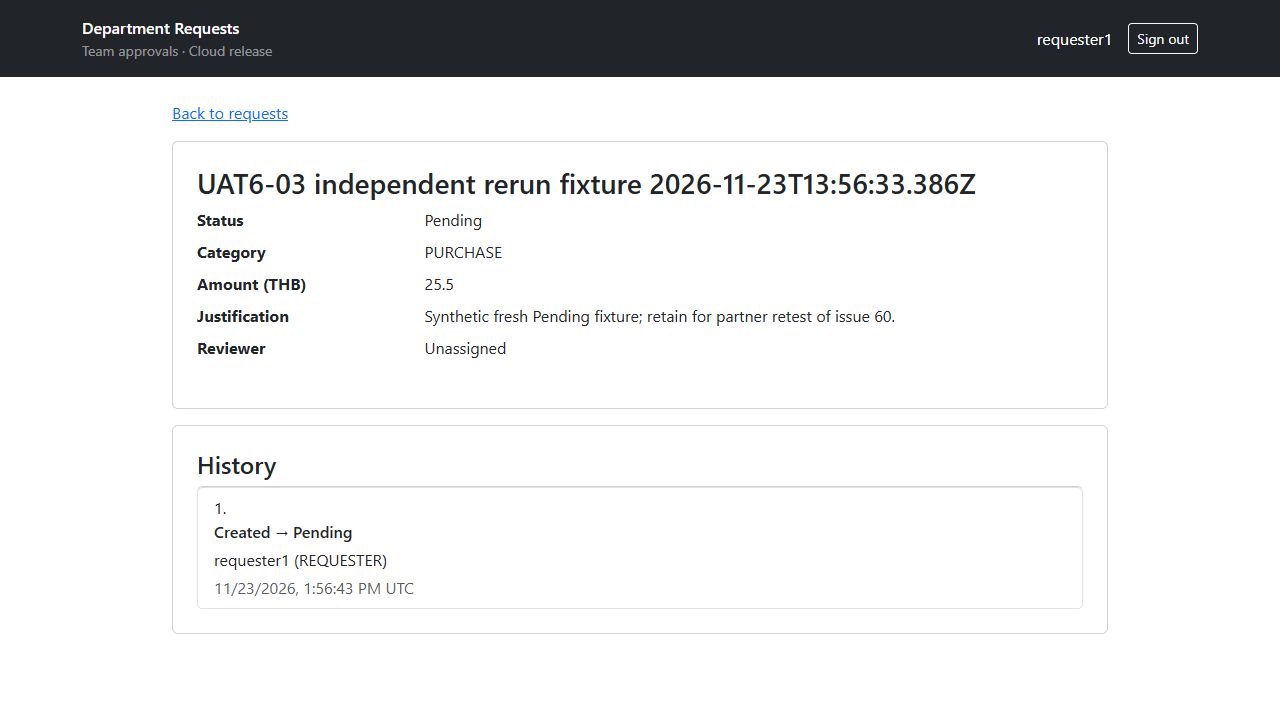 Department Requests
Team approvals · Cloud release
requester1
Sign out
Back to requests
UAT6-03 independent rerun fixture 2026-11-23T13:56:33.386Z
Status Pending
Category PURCHASE
Amount (THB) 25.5
Justification Synthetic fresh Pending fixture; retain for partner retest of issue 60.
Reviewer Unassigned
History
1.
Created → Pending
requester1 (REQUESTER)
11/23/2026, 1:56:43 PM UTC